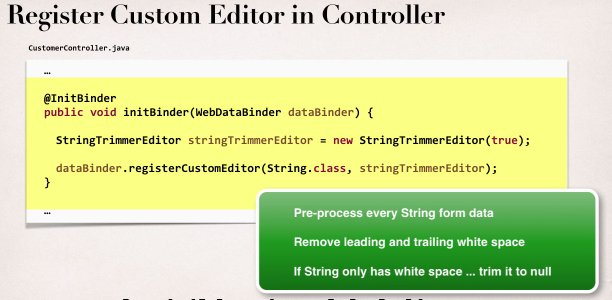 Register Custom Editor in Controller
CustomerController.java
…
@InitBinder
public void initBinder(WebDataBinder dataBinder) {
StringTrimmerEditor stringTrimmerEditor = new StringTrimmerEditor(true);
dataBinder.registerCustomEditor(String.class, stringTrimmerEditor);
}
…
Pre-process every String form data
Remove leading and trailing white space
If String only has white space ... trim it to null